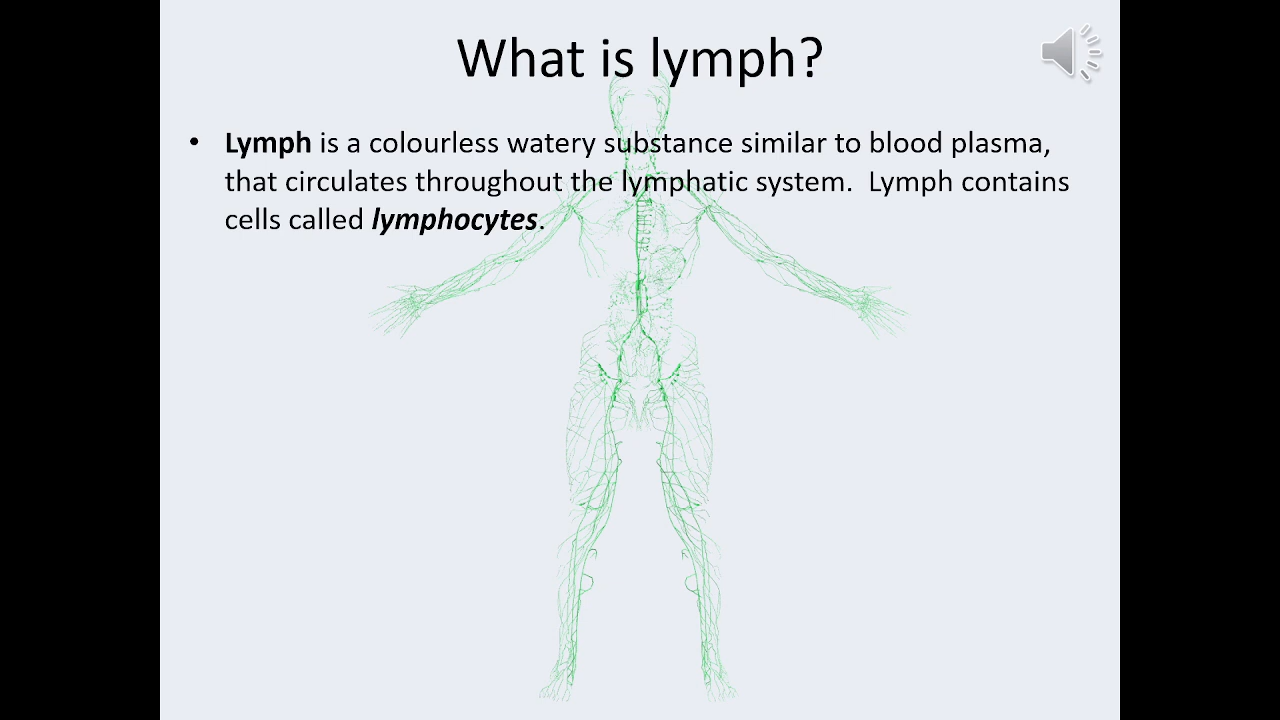 What is lymph?
• Lymph is a colourless watery substance similar to blood plasma,
that circulates throughout the lymphatic system.  Lymph contains
cells called lymphocytes.